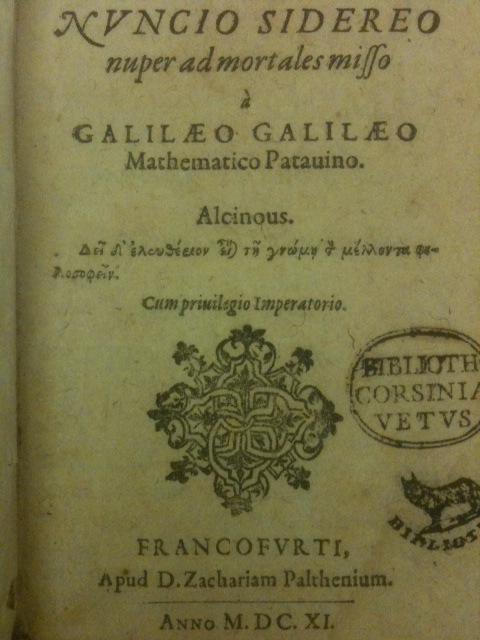 NVNCIO SIDEREO
nuper ad mortales misso
à
GALILÆO GALILÆO
Mathematico Patauino.
Alcinous.
Δεῖ δ' ἐλευθέριον εἶναι τῇ γνώμῃ τὸν μέλλοντα φι-
λοσοφεῖν.
Cum priuilegio Imperatorio.
BIBLIOTH
CORSINIA
VETVS
BIBLIOT
FRANCOFVRTI,
Apud D. Zachariam Palthenium.
ANNO M. DC. XI.